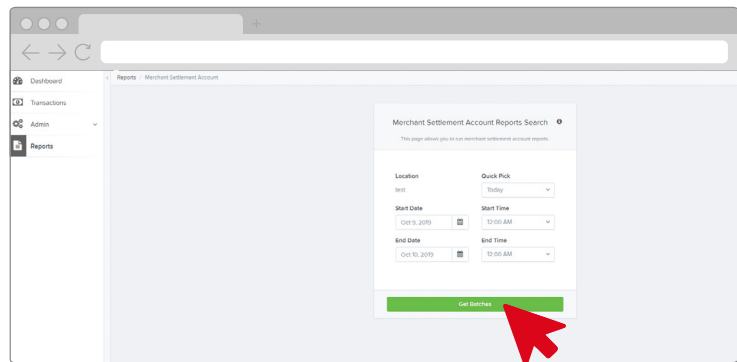 Dashboard
Transactions
Admin
Reports
Reports / Merchant Settlement Account
Merchant Settlement Account Reports Search
This page allows you to run merchant settlement account reports.
Location Quick Pick
test Today
Start Date Start Time
Oct 9, 2019 12:00 AM
End Date End Time
Oct 10, 2019 12:00 AM
Get Batches